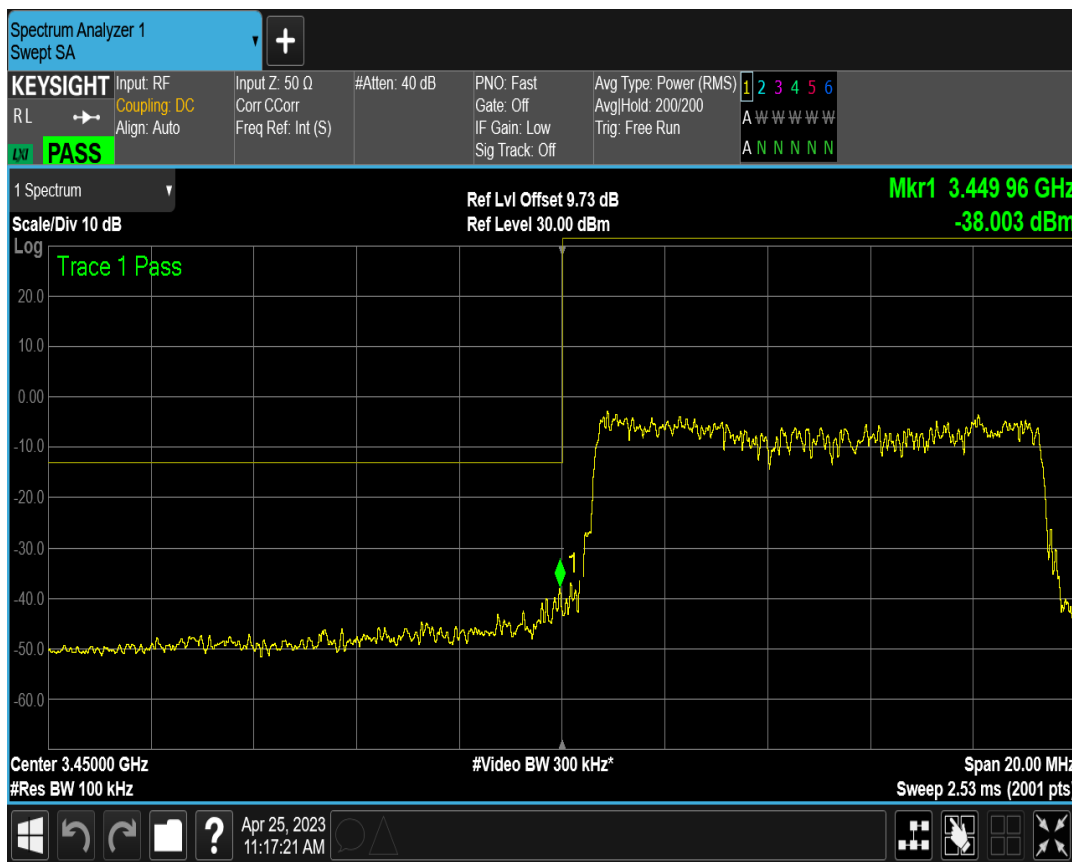 Spectrum Analyzer 1
Swept SA
+
KEYSIGHT
RL
LXI PASS
Input: RF
Coupling: DC
Align: Auto
Input Z: 50 Ω
Corr CCorr
Freq Ref: Int (S)
#Atten: 40 dB
PNO: Fast
Gate: Off
IF Gain: Low
Sig Track: Off
Avg Type: Power (RMS)
Avg|Hold: 200/200
Trig: Free Run
1 2 3 4 5 6
A W W W W W
A N N N N N
1 Spectrum
Scale/Div 10 dB
Ref Lvl Offset 9.73 dB
Ref Level 30.00 dBm
Mkr1 3.449 96 GHz
-38.003 dBm
Log
Trace 1 Pass
20.0
10.0
0.00
-10.0
-20.0
-30.0
-40.0
-50.0
-60.0
1
Center 3.45000 GHz
#Res BW 100 kHz
#Video BW 300 kHz*
Span 20.00 MHz
Sweep 2.53 ms (2001 pts)
?
Apr 25, 2023
11:17:21 AM